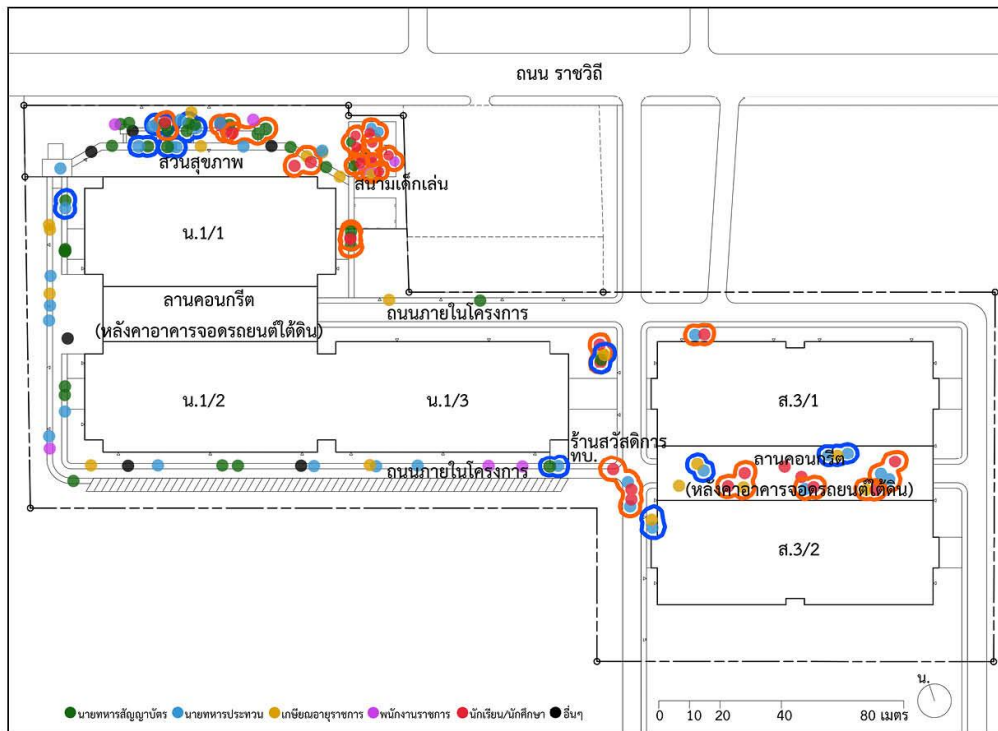 ถนน ราชวิถี
สวนสุขภาพ
สนามเด็กเล่น
น.1/1
ลานคอนกรีต
(หลังคาอาคารจอดรถยนต์ใต้ดิน)
ถนนภายในโครงการ
น.1/2
น.1/3
ส.3/1
ร้านสวัสดิการ
ทบ.
ถนนภายในโครงการ
ลานคอนกรีต
(หลังคาอาคารจอดรถยนต์ใต้ดิน)
ส.3/2
น.
นายทหารสัญญาบัตร นายทหารประทวน เกษียณอายุราชการ พนักงานราชการ นักเรียน/นักศึกษา อื่นๆ
0 10 20 40 80 เมตร